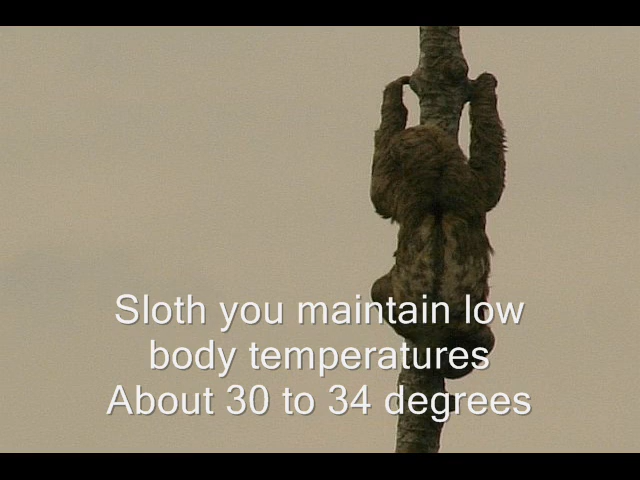 Sloth you maintain low
body temperatures
About 30 to 34 degrees